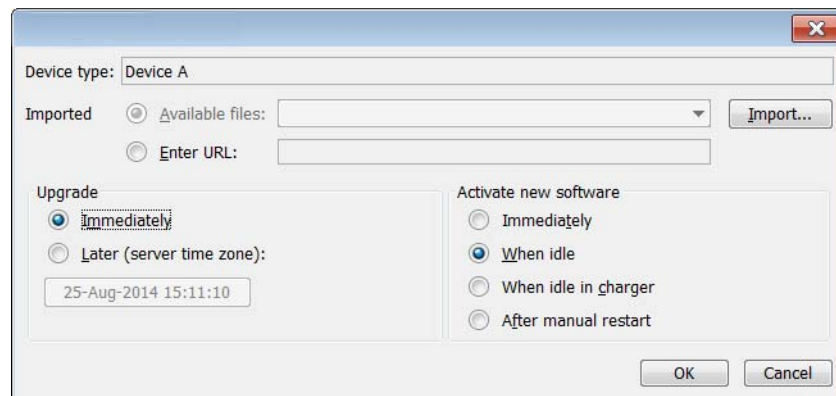 Device type: Device A
Imported Available files: Import...
Enter URL:
Upgrade
Immediately
Later (server time zone):
25-Aug-2014 15:11:10
Activate new software
Immediately
When idle
When idle in charger
After manual restart
OK Cancel